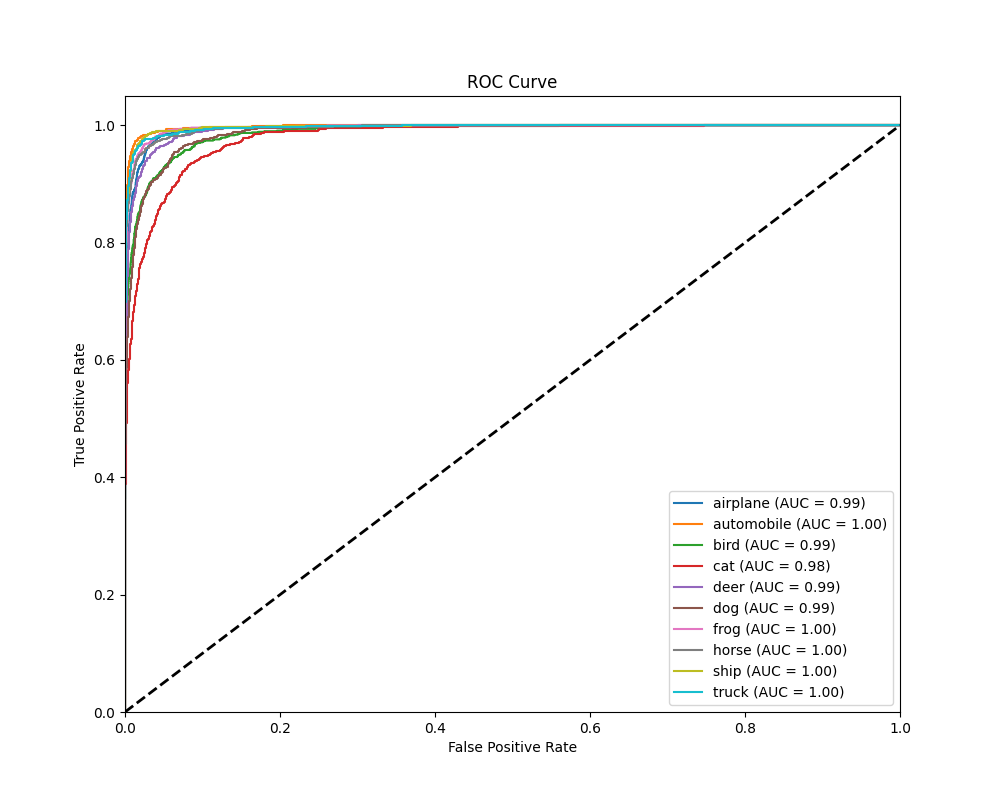 ROC Curve
1.0
0.8
0.6
0.4
0.2
0.0
True Positive Rate
0.0 0.2 0.4 0.6 0.8 1.0
False Positive Rate
airplane (AUC = 0.99)
automobile (AUC = 1.00)
bird (AUC = 0.99)
cat (AUC = 0.98)
deer (AUC = 0.99)
dog (AUC = 0.99)
frog (AUC = 1.00)
horse (AUC = 1.00)
ship (AUC = 1.00)
truck (AUC = 1.00)